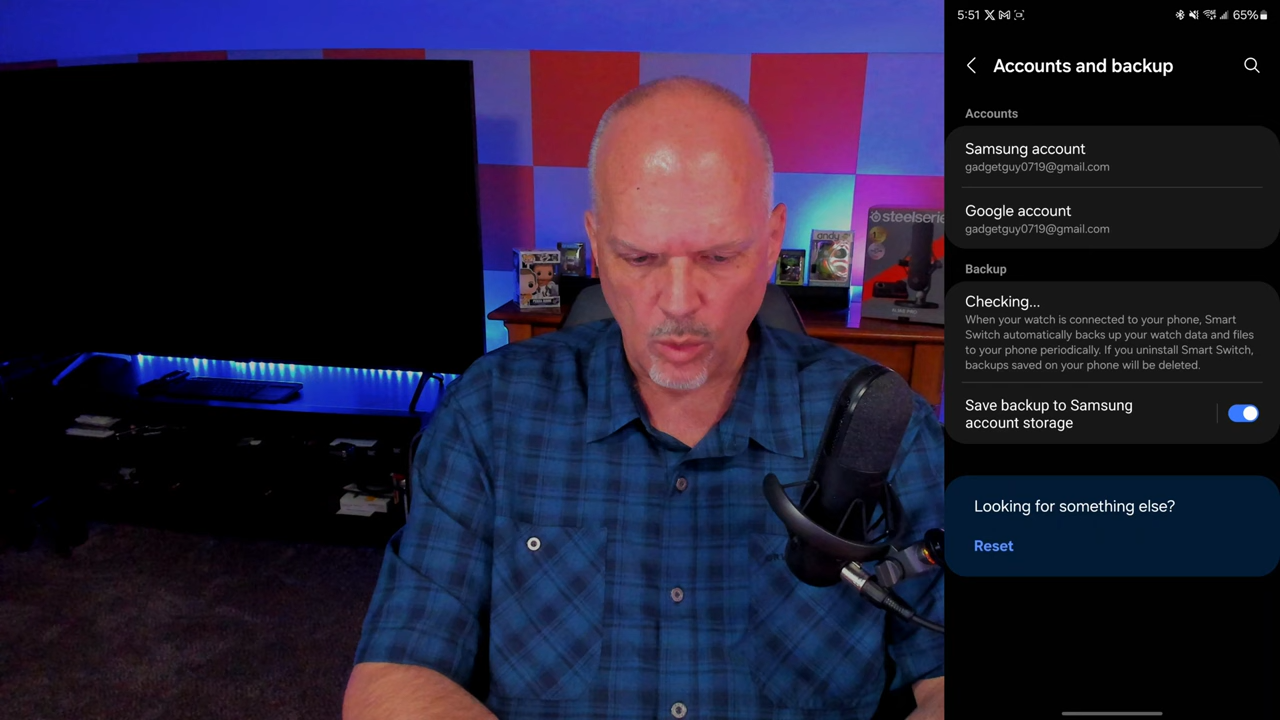 5:51
65%
Accounts and backup
Accounts
Samsung account
gadgetguy0719@gmail.com
Google account
gadgetguy0719@gmail.com
Backup
Checking...
When your watch is connected to your phone, Smart
Switch automatically backs up your watch data and files
to your phone periodically. If you uninstall Smart Switch,
backups saved on your phone will be deleted.
Save backup to Samsung
account storage
Looking for something else?
Reset
steelserie
andy